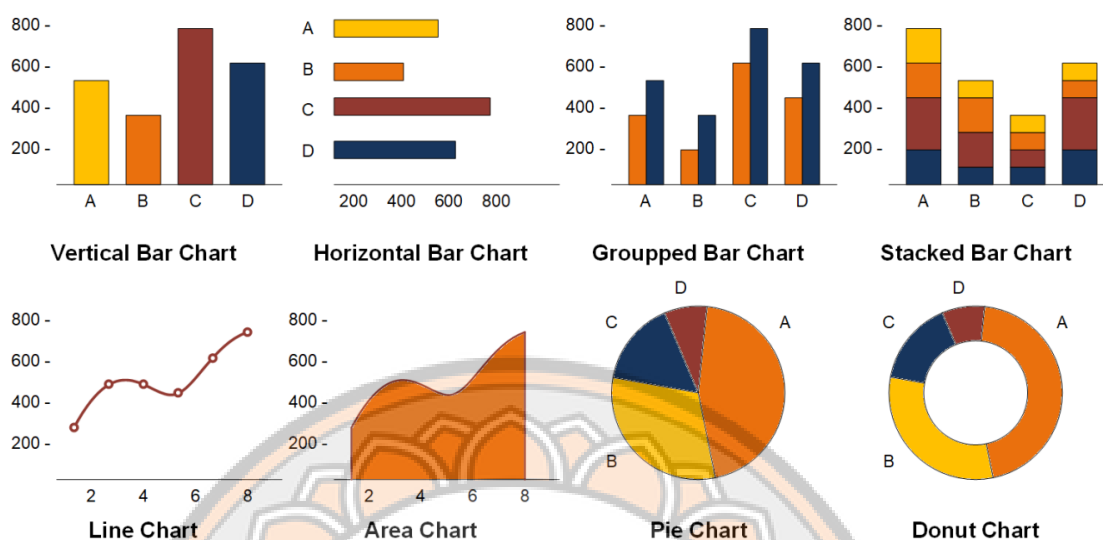 800 -
600 -
400 -
200 -
A B C D
Vertical Bar Chart
A
B
C
D
200 400 600 800
Horizontal Bar Chart
800 -
600 -
400 -
200 -
A B C D
Groupped Bar Chart
800 -
600 -
400 -
200 -
A B C D
Stacked Bar Chart
800 -
600 -
400 -
200 -
2 4 6 8
Line Chart
800 -
600 -
400 -
200 -
2 4 6 8
Area Chart
D
C A
B
Pie Chart
D
C A
B
Donut Chart